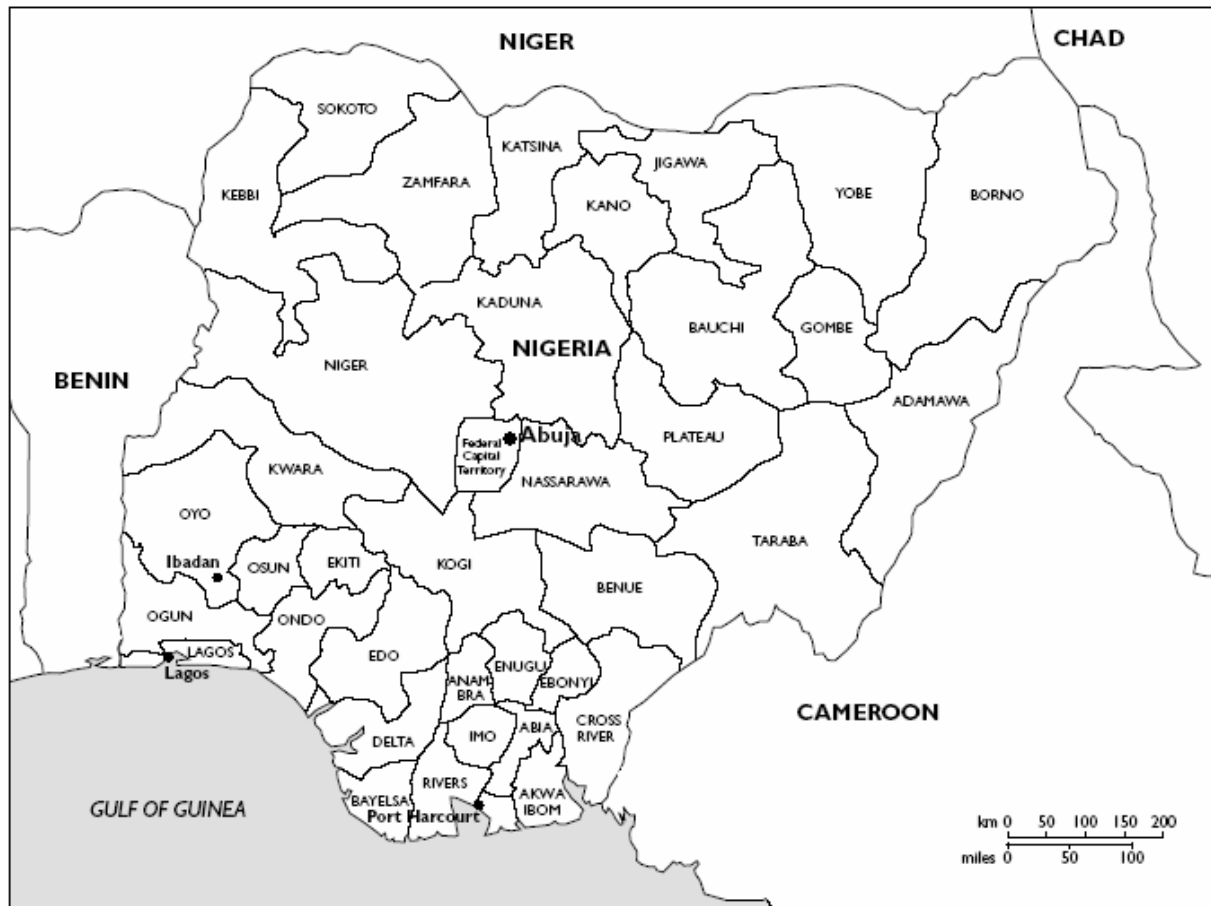 NIGER
CHAD
SOKOTO
KATSINA
JIGAWA
ZAMFARA
KEBBI
KANO
YOBE
BORNO
KADUNA
BAUCHI
GOMBE
NIGERIA
NIGER
BENIN
ADAMAWA
Abuja
PLATEAU
Federal
Capital
Territory
KWARA
NASSARAWA
OYO
TARABA
Ibadan
OSUN
EKITI
KOGI
BENUE
OGUN
ONDO
LAGOS
EDO
ENUGU
Lagos
ANAM-
BRA
EBONYI
CAMEROON
CROSS
RIVER
ABIA
IMO
DELTA
RIVERS
AKWA
IBOM
BAYELSA
GULF OF GUINEA
Port Harcourt
km 0 50 100 150 200
miles 0 50 100